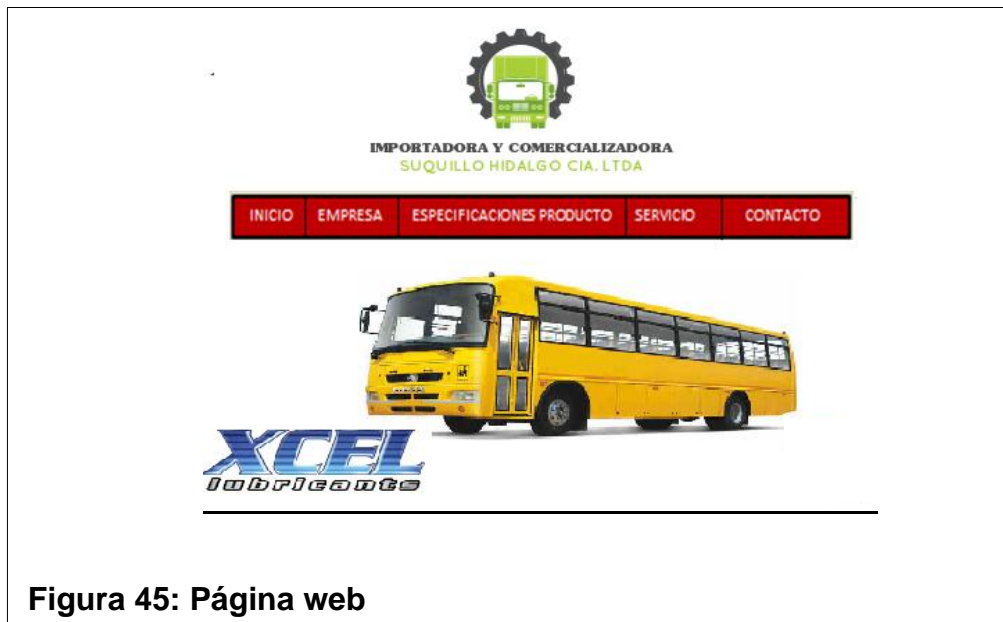 IMPORTADORA Y COMERCIALIZADORA
SUQUILLO HIDALGO CIA. LTDA
INICIO EMPRESA ESPECIFICACIONES PRODUCTO SERVICIO CONTACTO
XCEL
lubricants
Figura 45: Página web